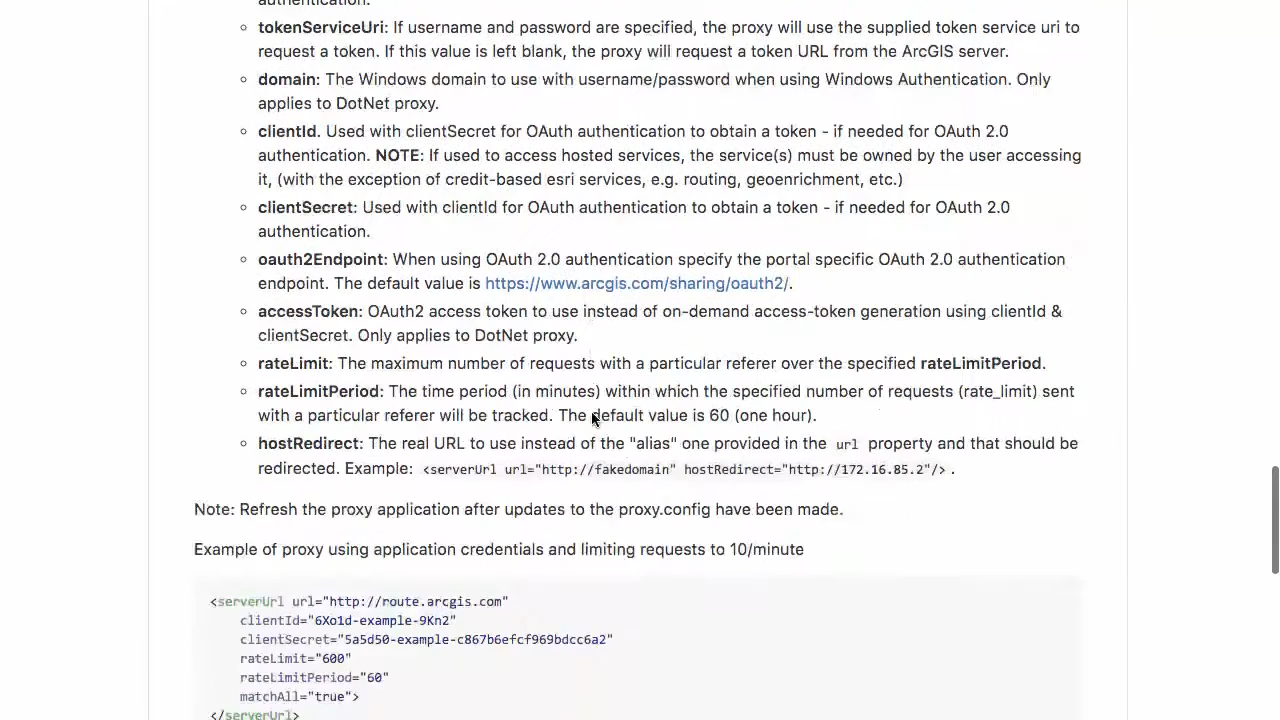 authentication.
tokenServiceUri: If username and password are specified, the proxy will use the supplied token service uri to
request a token. If this value is left blank, the proxy will request a token URL from the ArcGIS server.
domain: The Windows domain to use with username/password when using Windows Authentication. Only
applies to DotNet proxy.
clientId. Used with clientSecret for OAuth authentication to obtain a token - if needed for OAuth 2.0
authentication. NOTE: If used to access hosted services, the service(s) must be owned by the user accessing
it, (with the exception of credit-based esri services, e.g. routing, geoenrichment, etc.)
clientSecret: Used with clientId for OAuth authentication to obtain a token - if needed for OAuth 2.0
authentication.
oauth2Endpoint: When using OAuth 2.0 authentication specify the portal specific OAuth 2.0 authentication
endpoint. The default value is https://www.arcgis.com/sharing/oauth2/.
accessToken: OAuth2 access token to use instead of on-demand access-token generation using clientId &
clientSecret. Only applies to DotNet proxy.
rateLimit: The maximum number of requests with a particular referer over the specified rateLimitPeriod.
rateLimitPeriod: The time period (in minutes) within which the specified number of requests (rate_limit) sent
with a particular referer will be tracked. The default value is 60 (one hour).
hostRedirect: The real URL to use instead of the "alias" one provided in the url property and that should be
redirected. Example: <serverUrl url="http://fakedomain" hostRedirect="http://172.16.85.2"/> .
Note: Refresh the proxy application after updates to the proxy.config have been made.
Example of proxy using application credentials and limiting requests to 10/minute
<serverUrl url="http://route.arcgis.com"
clientId="6Xo1d-example-9Kn2"
clientSecret="5a5d50-example-c867b6efcf969bdcc6a2"
rateLimit="600"
rateLimitPeriod="60"
matchAll="true">
</serverUrl>